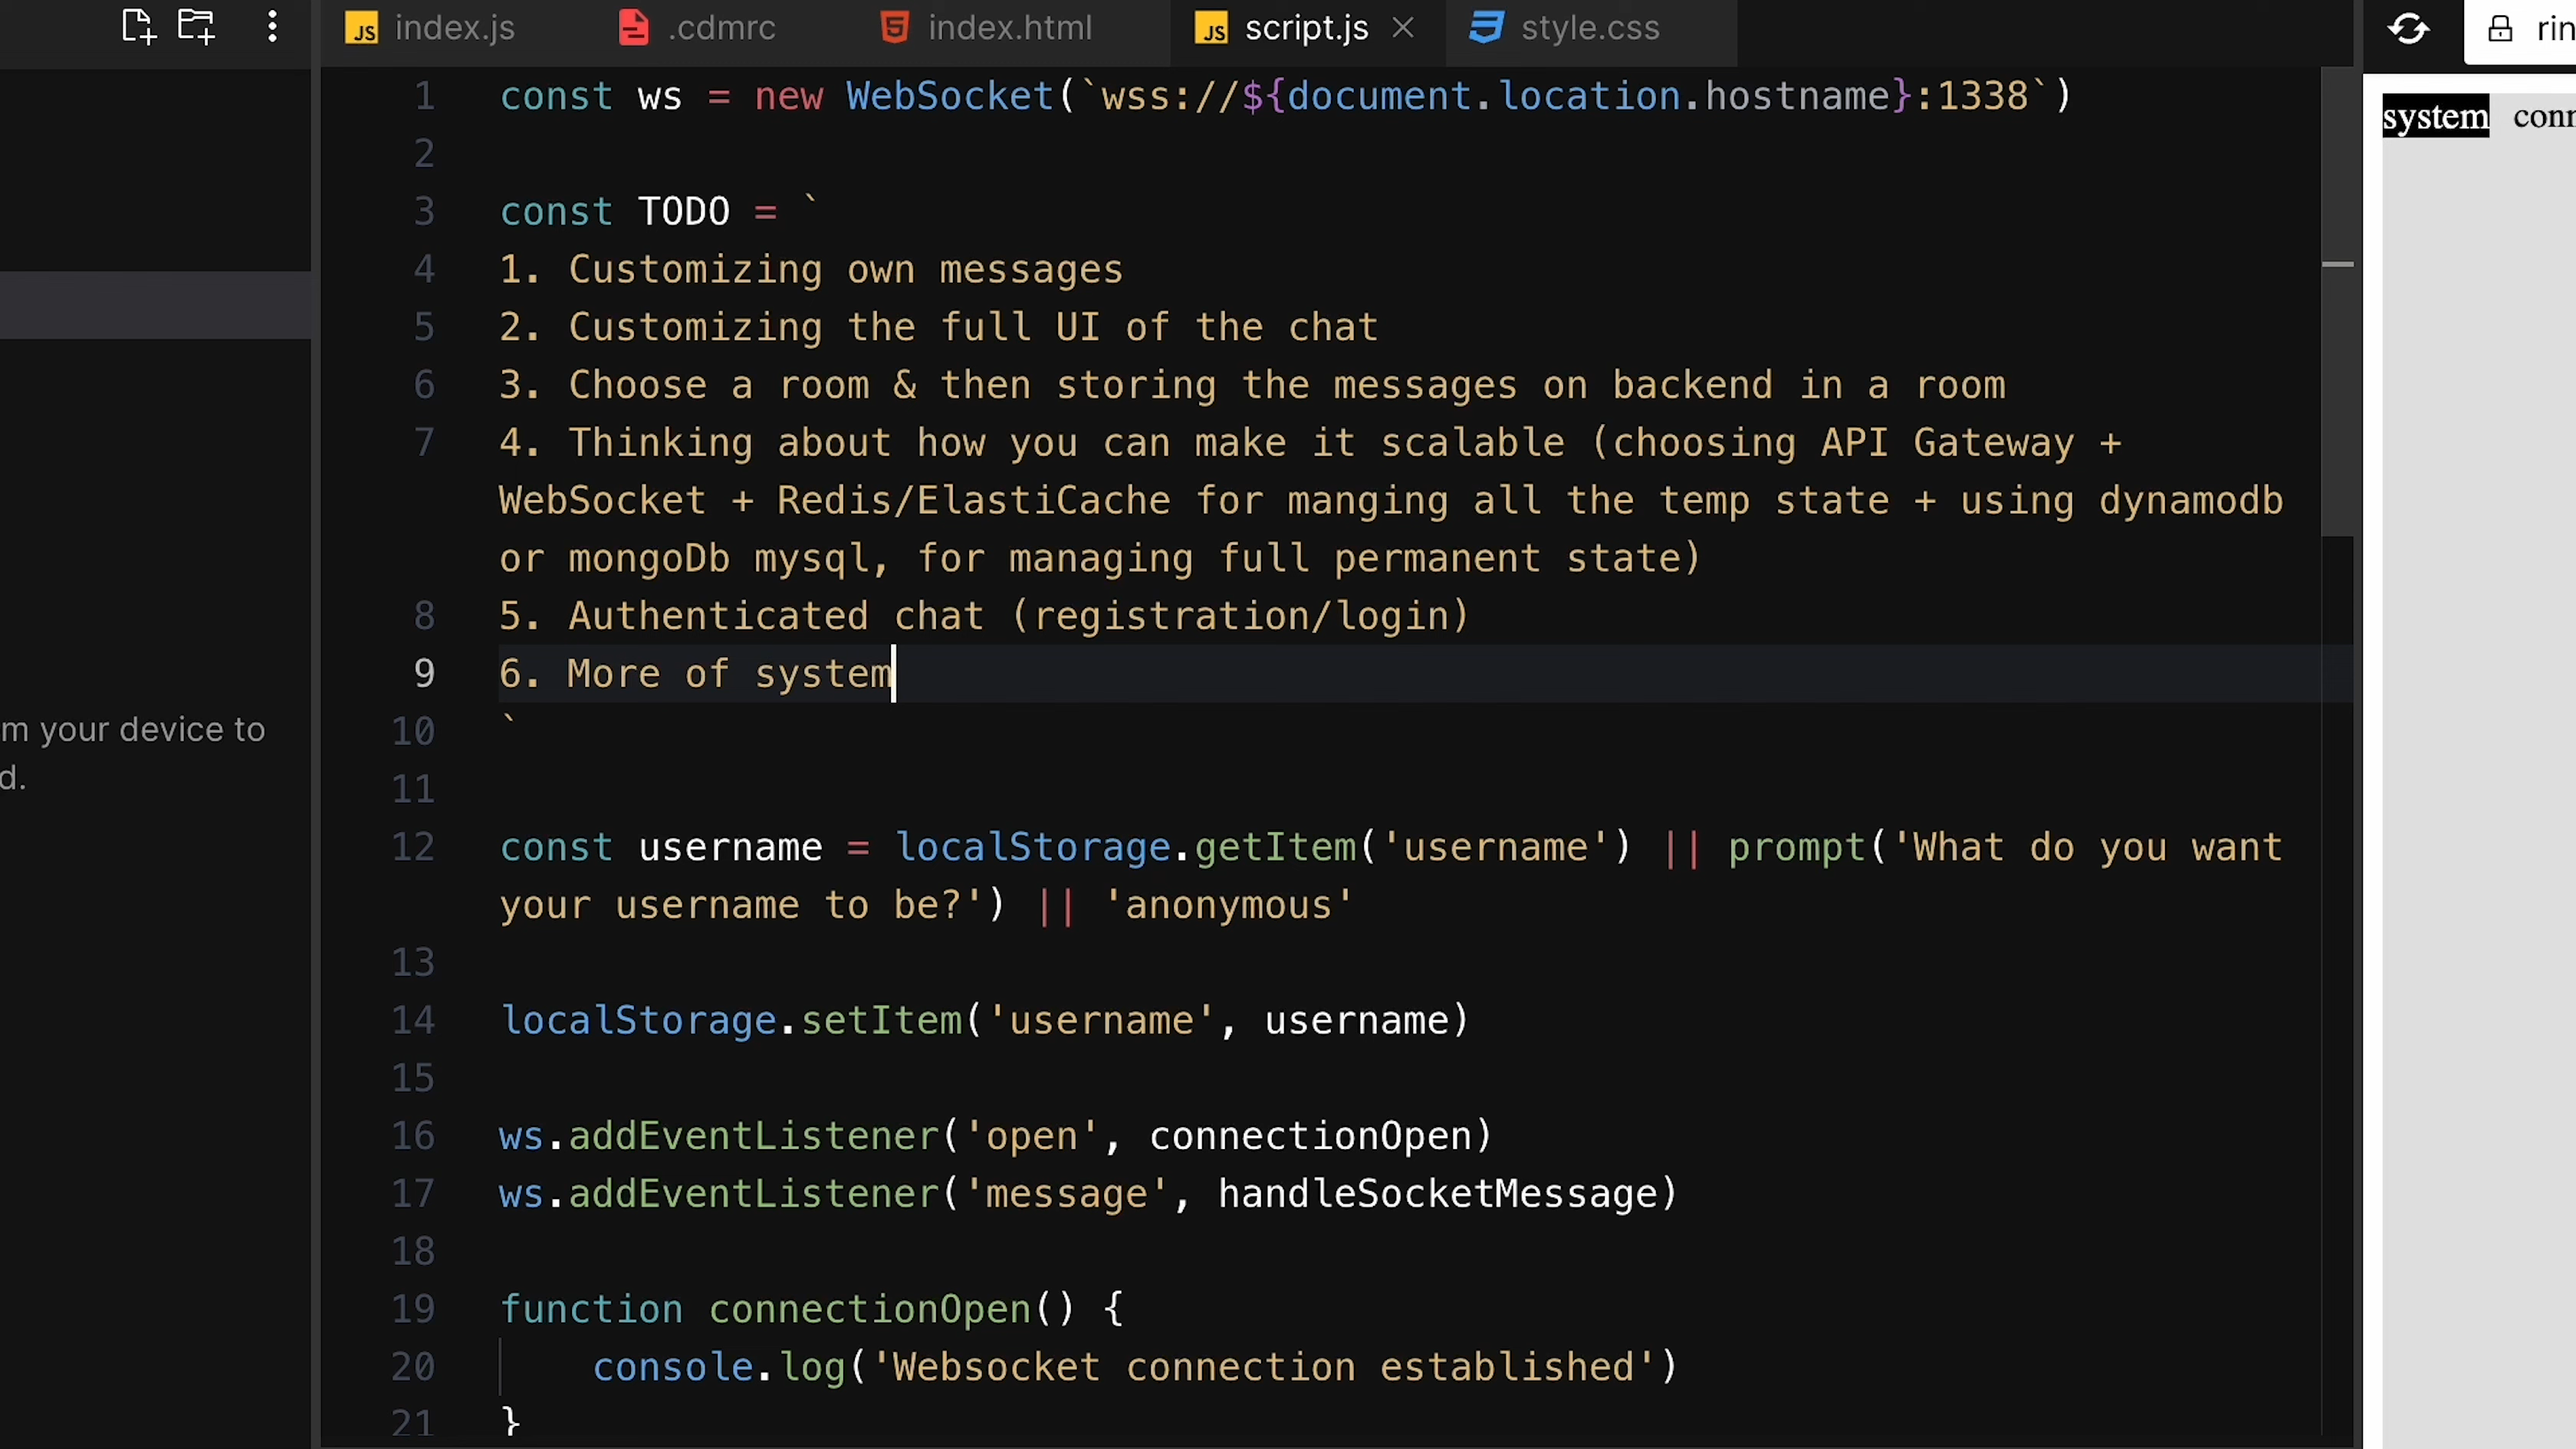 index.js .cdmrc index.html script.js style.css
1 const ws = new WebSocket(`wss://${document.location.hostname}:1338`)
2
3 const TODO = `
4 1. Customizing own messages
5 2. Customizing the full UI of the chat
6 3. Choose a room & then storing the messages on backend in a room
7 4. Thinking about how you can make it scalable (choosing API Gateway +
WebSocket + Redis/ElastiCache for manging all the temp state + using dynamodb
or mongoDb mysql, for managing full permanent state)
8 5. Authenticated chat (registration/login)
9 6. More of system
10 `
11
12 const username = localStorage.getItem('username') || prompt('What do you want
your username to be?') || 'anonymous'
13
14 localStorage.setItem('username', username)
15
16 ws.addEventListener('open', connectionOpen)
17 ws.addEventListener('message', handleSocketMessage)
18
19 function connectionOpen() {
20 console.log('Websocket connection established')
21 }
m your device to
d.
rin
system conn